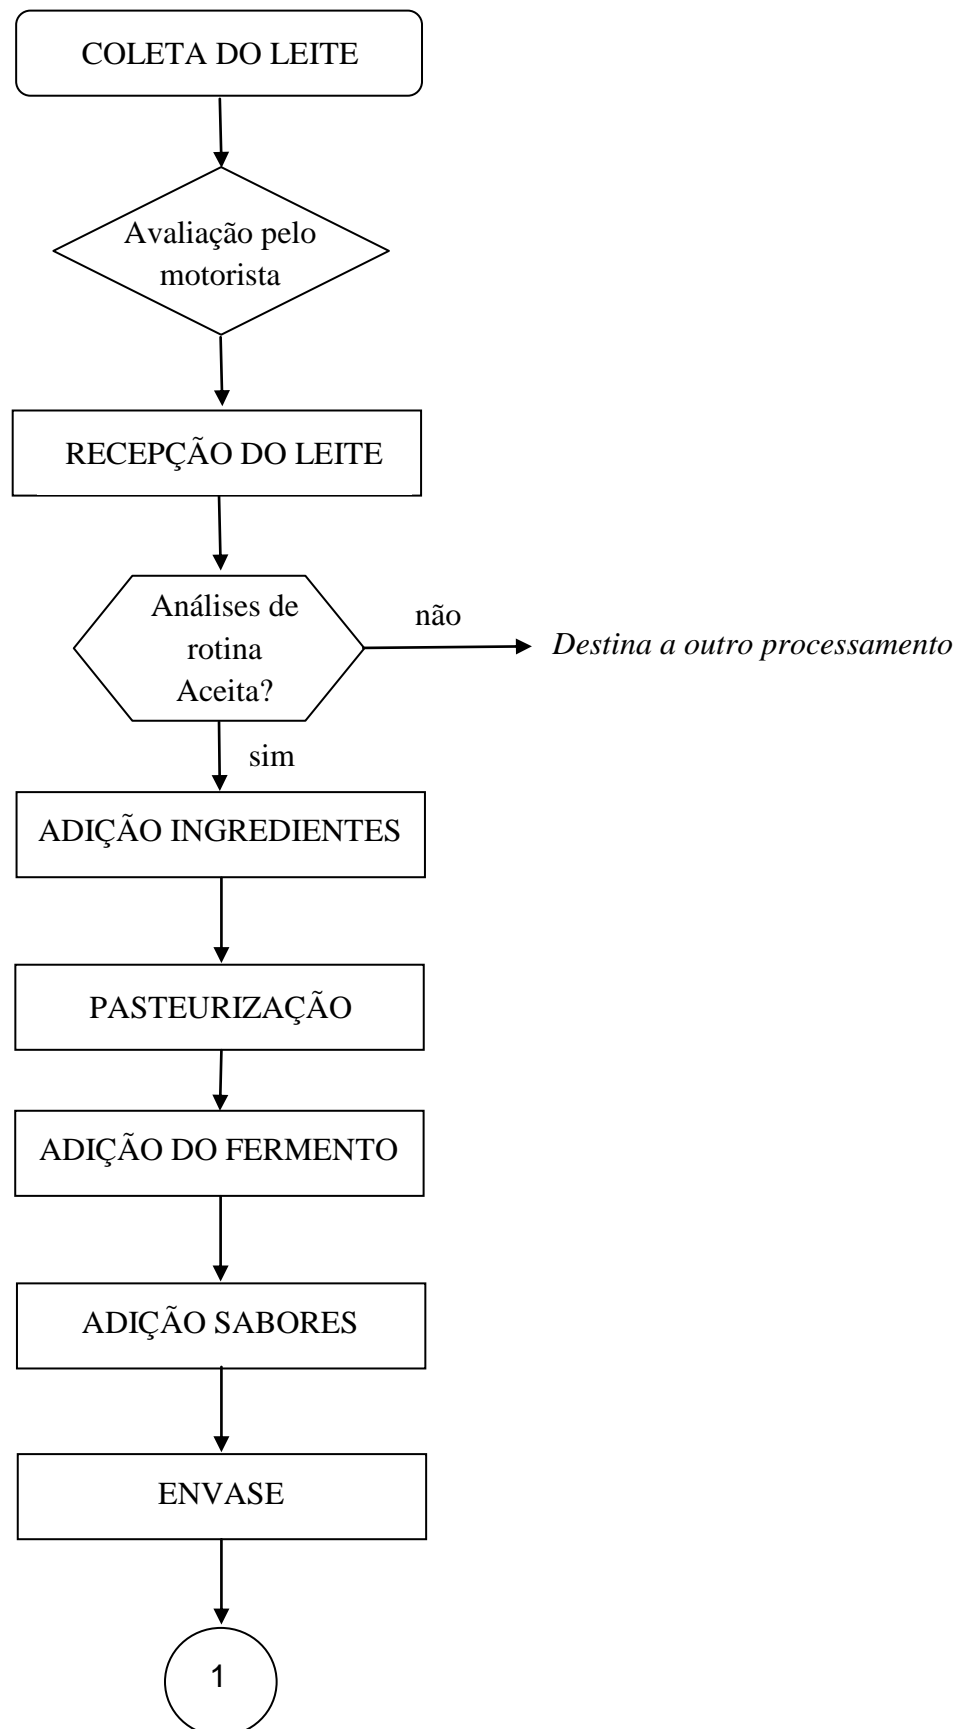 COLETA DO LEITE
Avaliação pelo
motorista
RECEPÇÃO DO LEITE
Análises de
rotina
Aceita?
não
Destina a outro processamento
sim
ADIÇÃO INGREDIENTES
PASTEURIZAÇÃO
ADIÇÃO DO FERMENTO
ADIÇÃO SABORES
ENVASE
1